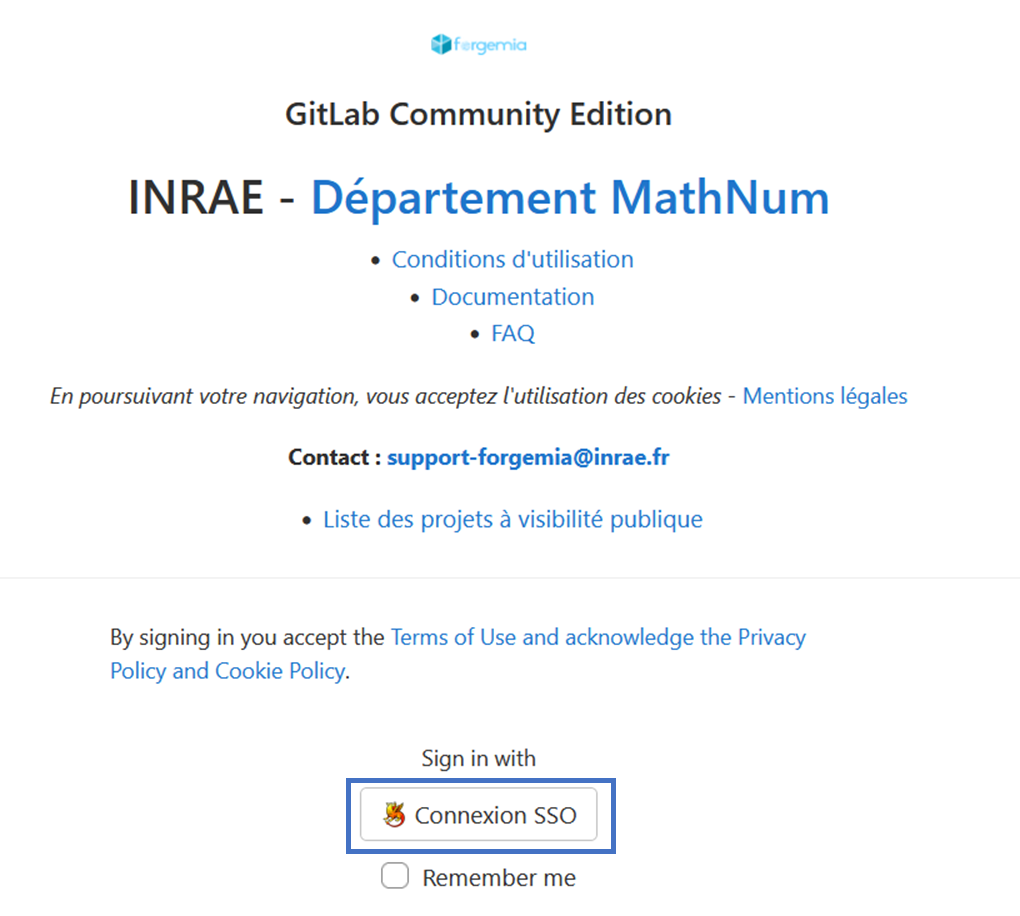 forgemia
GitLab Community Edition
INRAE - Département MathNum
• Conditions d'utilisation
• Documentation
• FAQ
En poursuivant votre navigation, vous acceptez l'utilisation des cookies - Mentions légales
Contact : support-forgemia@inrae.fr
• Liste des projets à visibilité publique
By signing in you accept the Terms of Use and acknowledge the Privacy
Policy and Cookie Policy.
Sign in with
Connexion SSO
Remember me